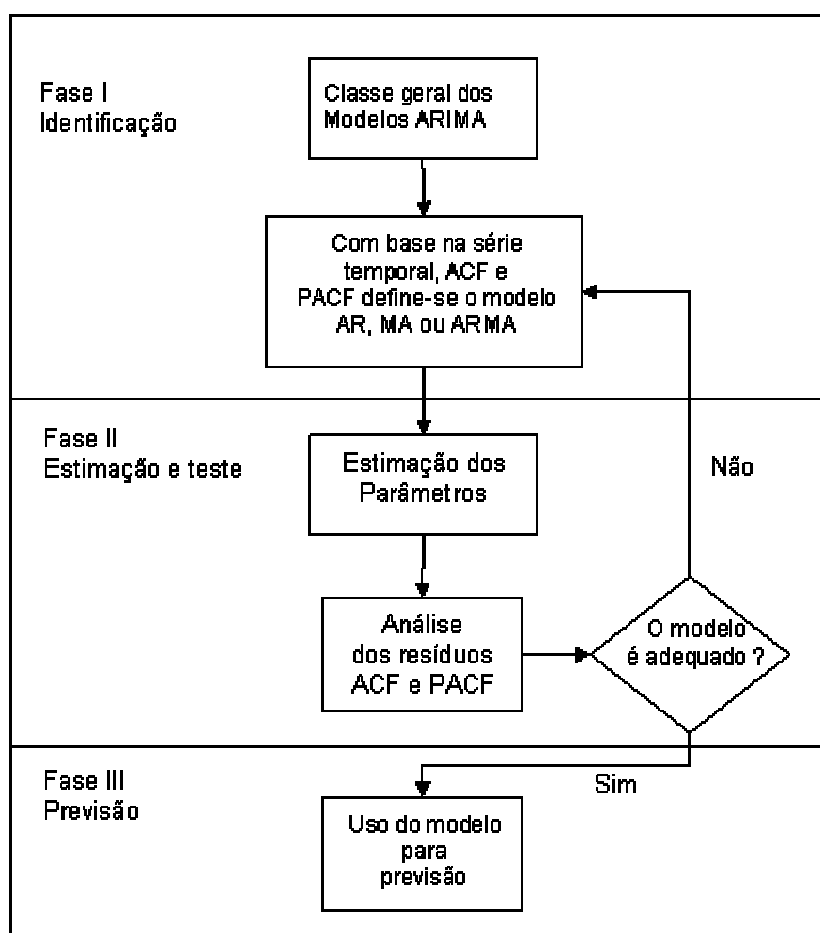 Fase I
Identificação
Classe geral dos
Modelos ARIMA
Com base na série
temporal, ACF e
PACF define-se o modelo
AR, MA ou ARMA
Fase II
Estimação e teste
Estimação dos
Parâmetros
Não
Análise
dos resíduos
ACF e PACF
O modelo
é adequado ?
Fase III
Previsão
Sim
Uso do modelo
para
previsão